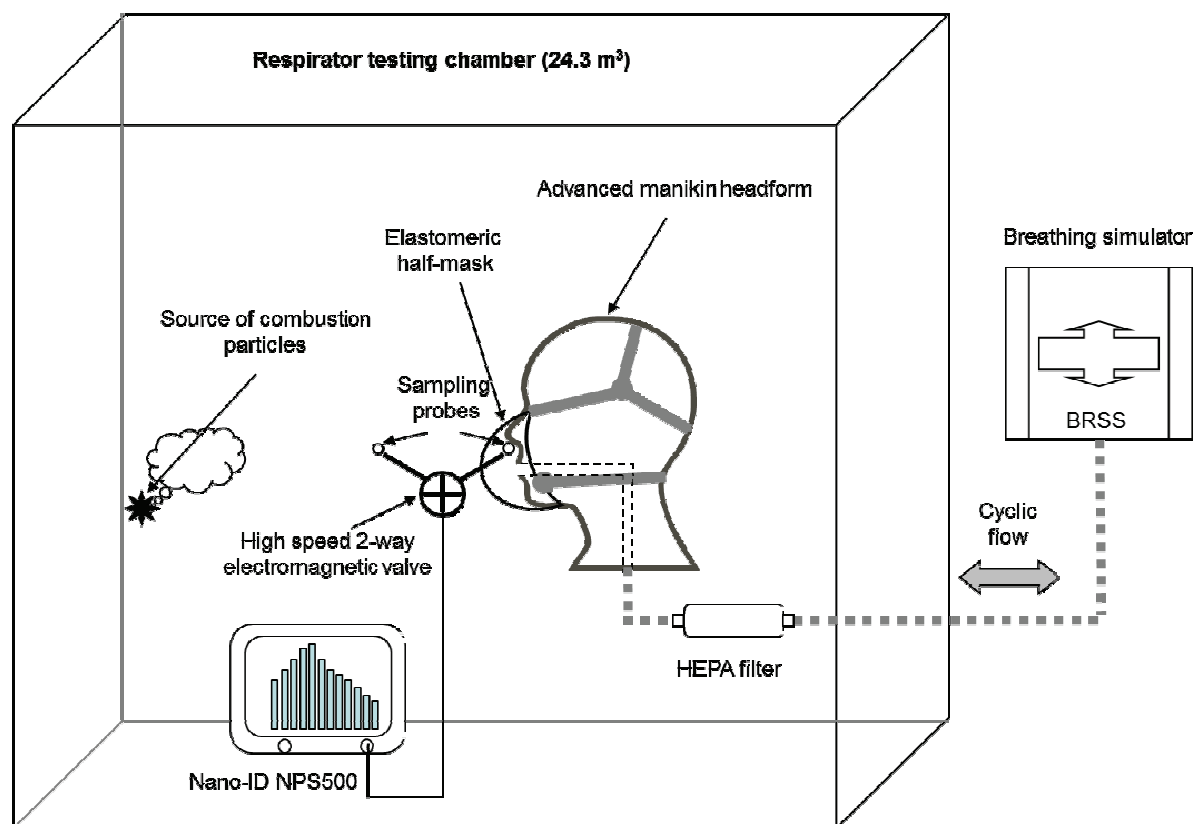 Respirator testing chamber (24.3 m³)
Advanced manikin headform
Elastomeric
half-mask
Breathing simulator
Source of combustion
particles
Sampling
probes
BRSS
High speed 2-way
electromagnetic valve
Cyclic
flow
HEPA filter
Nano-ID NPS500